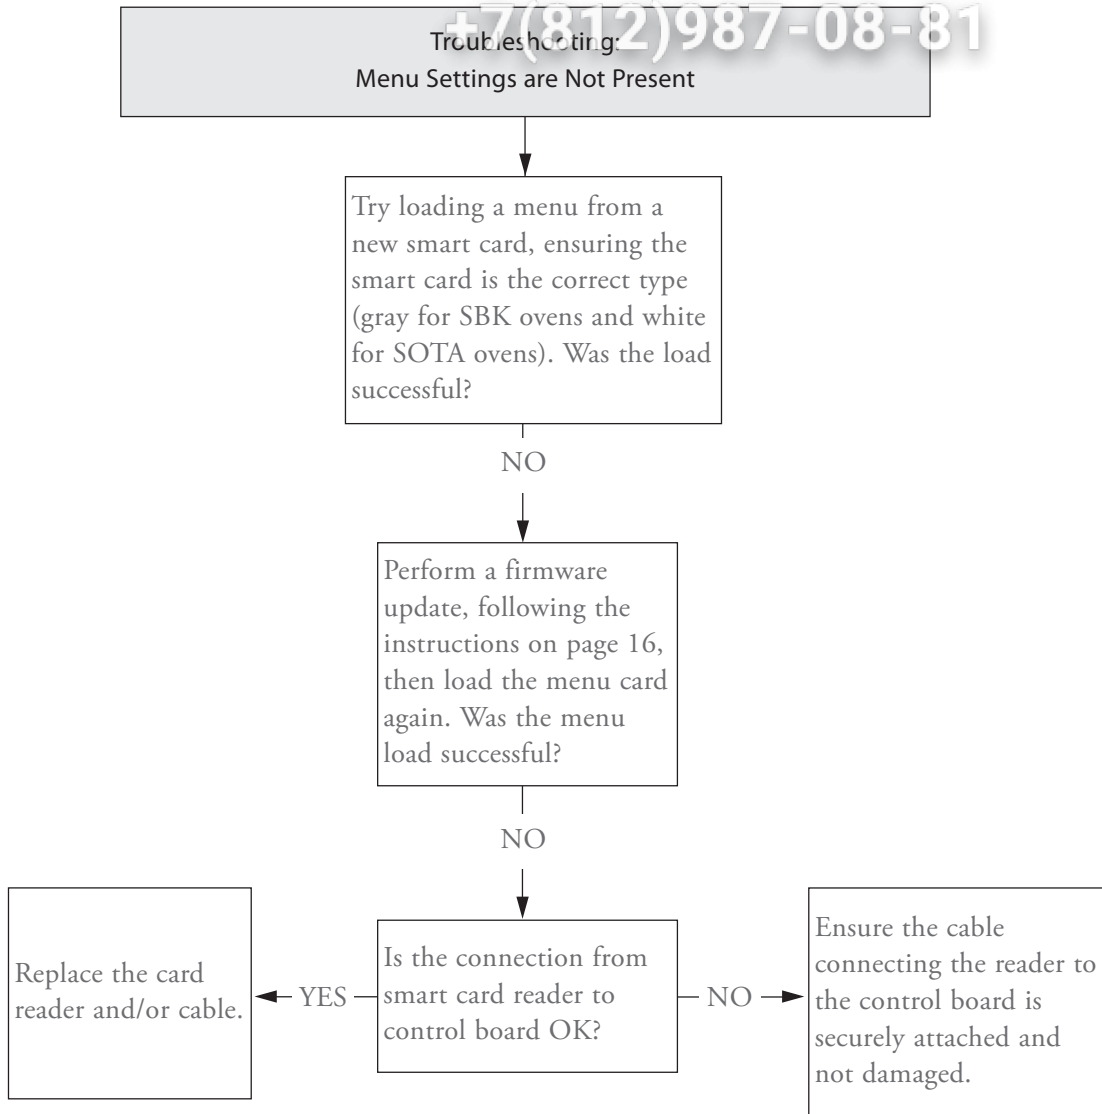 +7(812)987-08-81
Troubleshooting:
Menu Settings are Not Present
Try loading a menu from a
new smart card, ensuring the
smart card is the correct type
(gray for SBK ovens and white
for SOTA ovens). Was the load
successful?
NO
Perform a firmware
update, following the
instructions on page 16,
then load the menu card
again. Was the menu
load successful?
NO
Replace the card
reader and/or cable.
YES
Is the connection from
smart card reader to
control board OK?
NO
Ensure the cable
connecting the reader to
the control board is
securely attached and
not damaged.